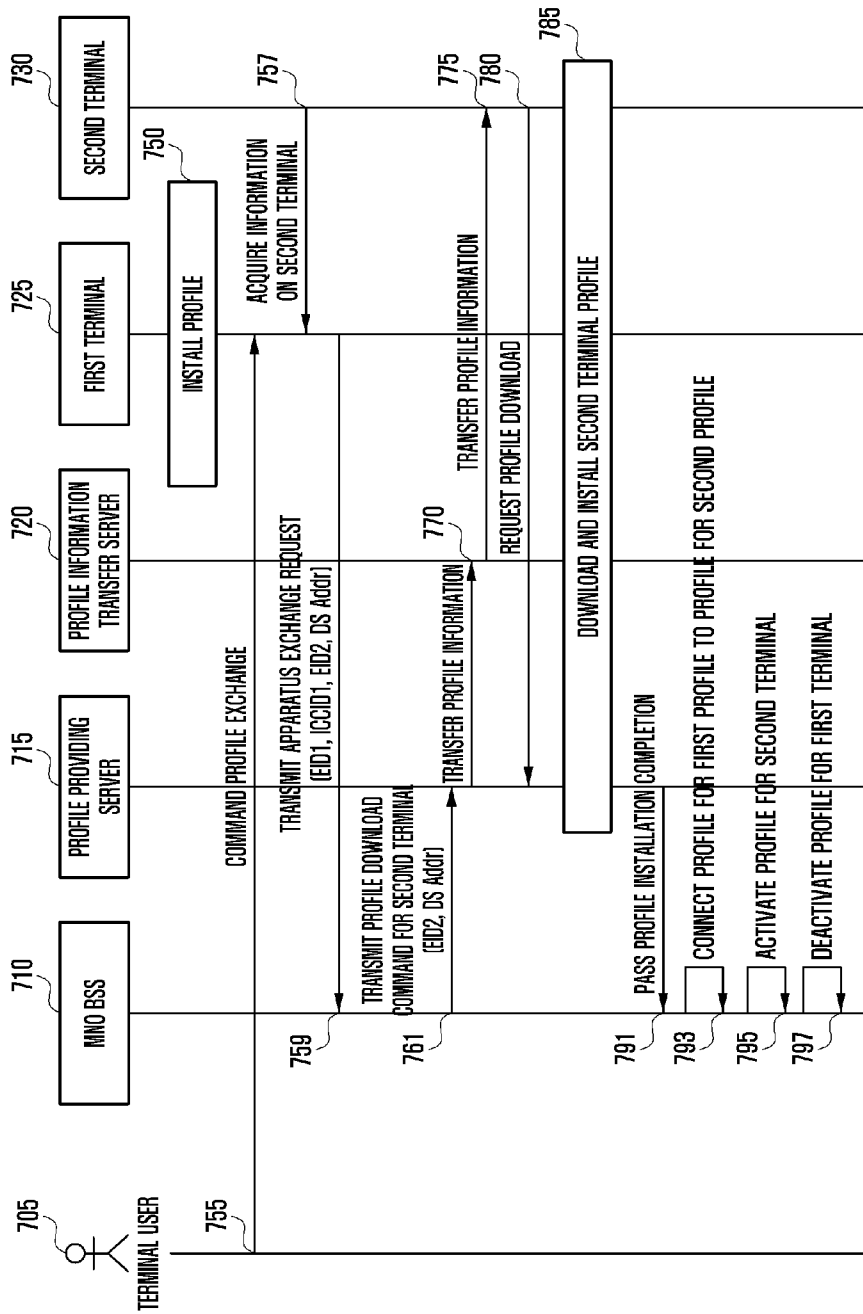 705
TERMINAL USER
710
MNO BSS
715
PROFILE PROVIDING
SERVER
720
PROFILE INFORMATION
TRANSFER SERVER
725
FIRST TERMINAL
730
SECOND TERMINAL
750
INSTALL PROFILE
755
COMMAND PROFILE EXCHANGE
757
ACQUIRE INFORMATION
ON SECOND TERMINAL
759
TRANSMIT APPARATUS EXCHANGE REQUEST
(EID1, ICCID1, EID2, DS Addr)
761
TRANSMIT PROFILE DOWNLOAD
COMMAND FOR SECOND TERMINAL
(EID2, DS Addr)
770
TRANSFER PROFILE INFORMATION
775
TRANSFER PROFILE INFORMATION
780
REQUEST PROFILE DOWNLOAD
785
DOWNLOAD AND INSTALL SECOND TERMINAL PROFILE
791
PASS PROFILE INSTALLATION COMPLETION
793
CONNECT PROFILE FOR FIRST PROFILE TO PROFILE FOR SECOND PROFILE
795
ACTIVATE PROFILE FOR SECOND TERMINAL
797
DEACTIVATE PROFILE FOR FIRST TERMINAL